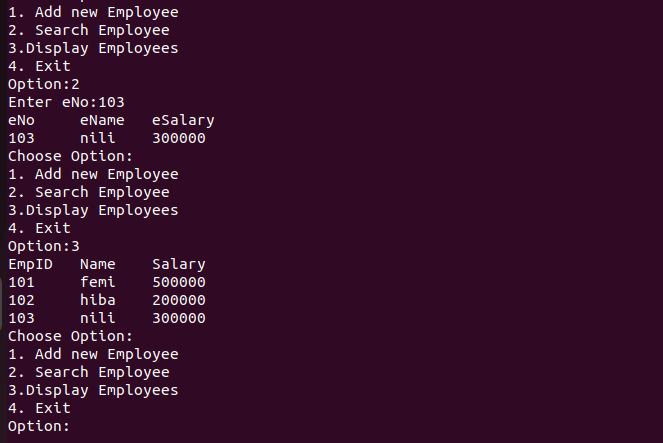 1. Add new Employee
2. Search Employee
3.Display Employees
4. Exit
Option:2
Enter eNo:103
eNo     eName   eSalary
103     nili    300000
Choose Option:
1. Add new Employee
2. Search Employee
3.Display Employees
4. Exit
Option:3
EmpID   Name    Salary
101     femi    500000
102     hiba    200000
103     nili    300000
Choose Option:
1. Add new Employee
2. Search Employee
3.Display Employees
4. Exit
Option: